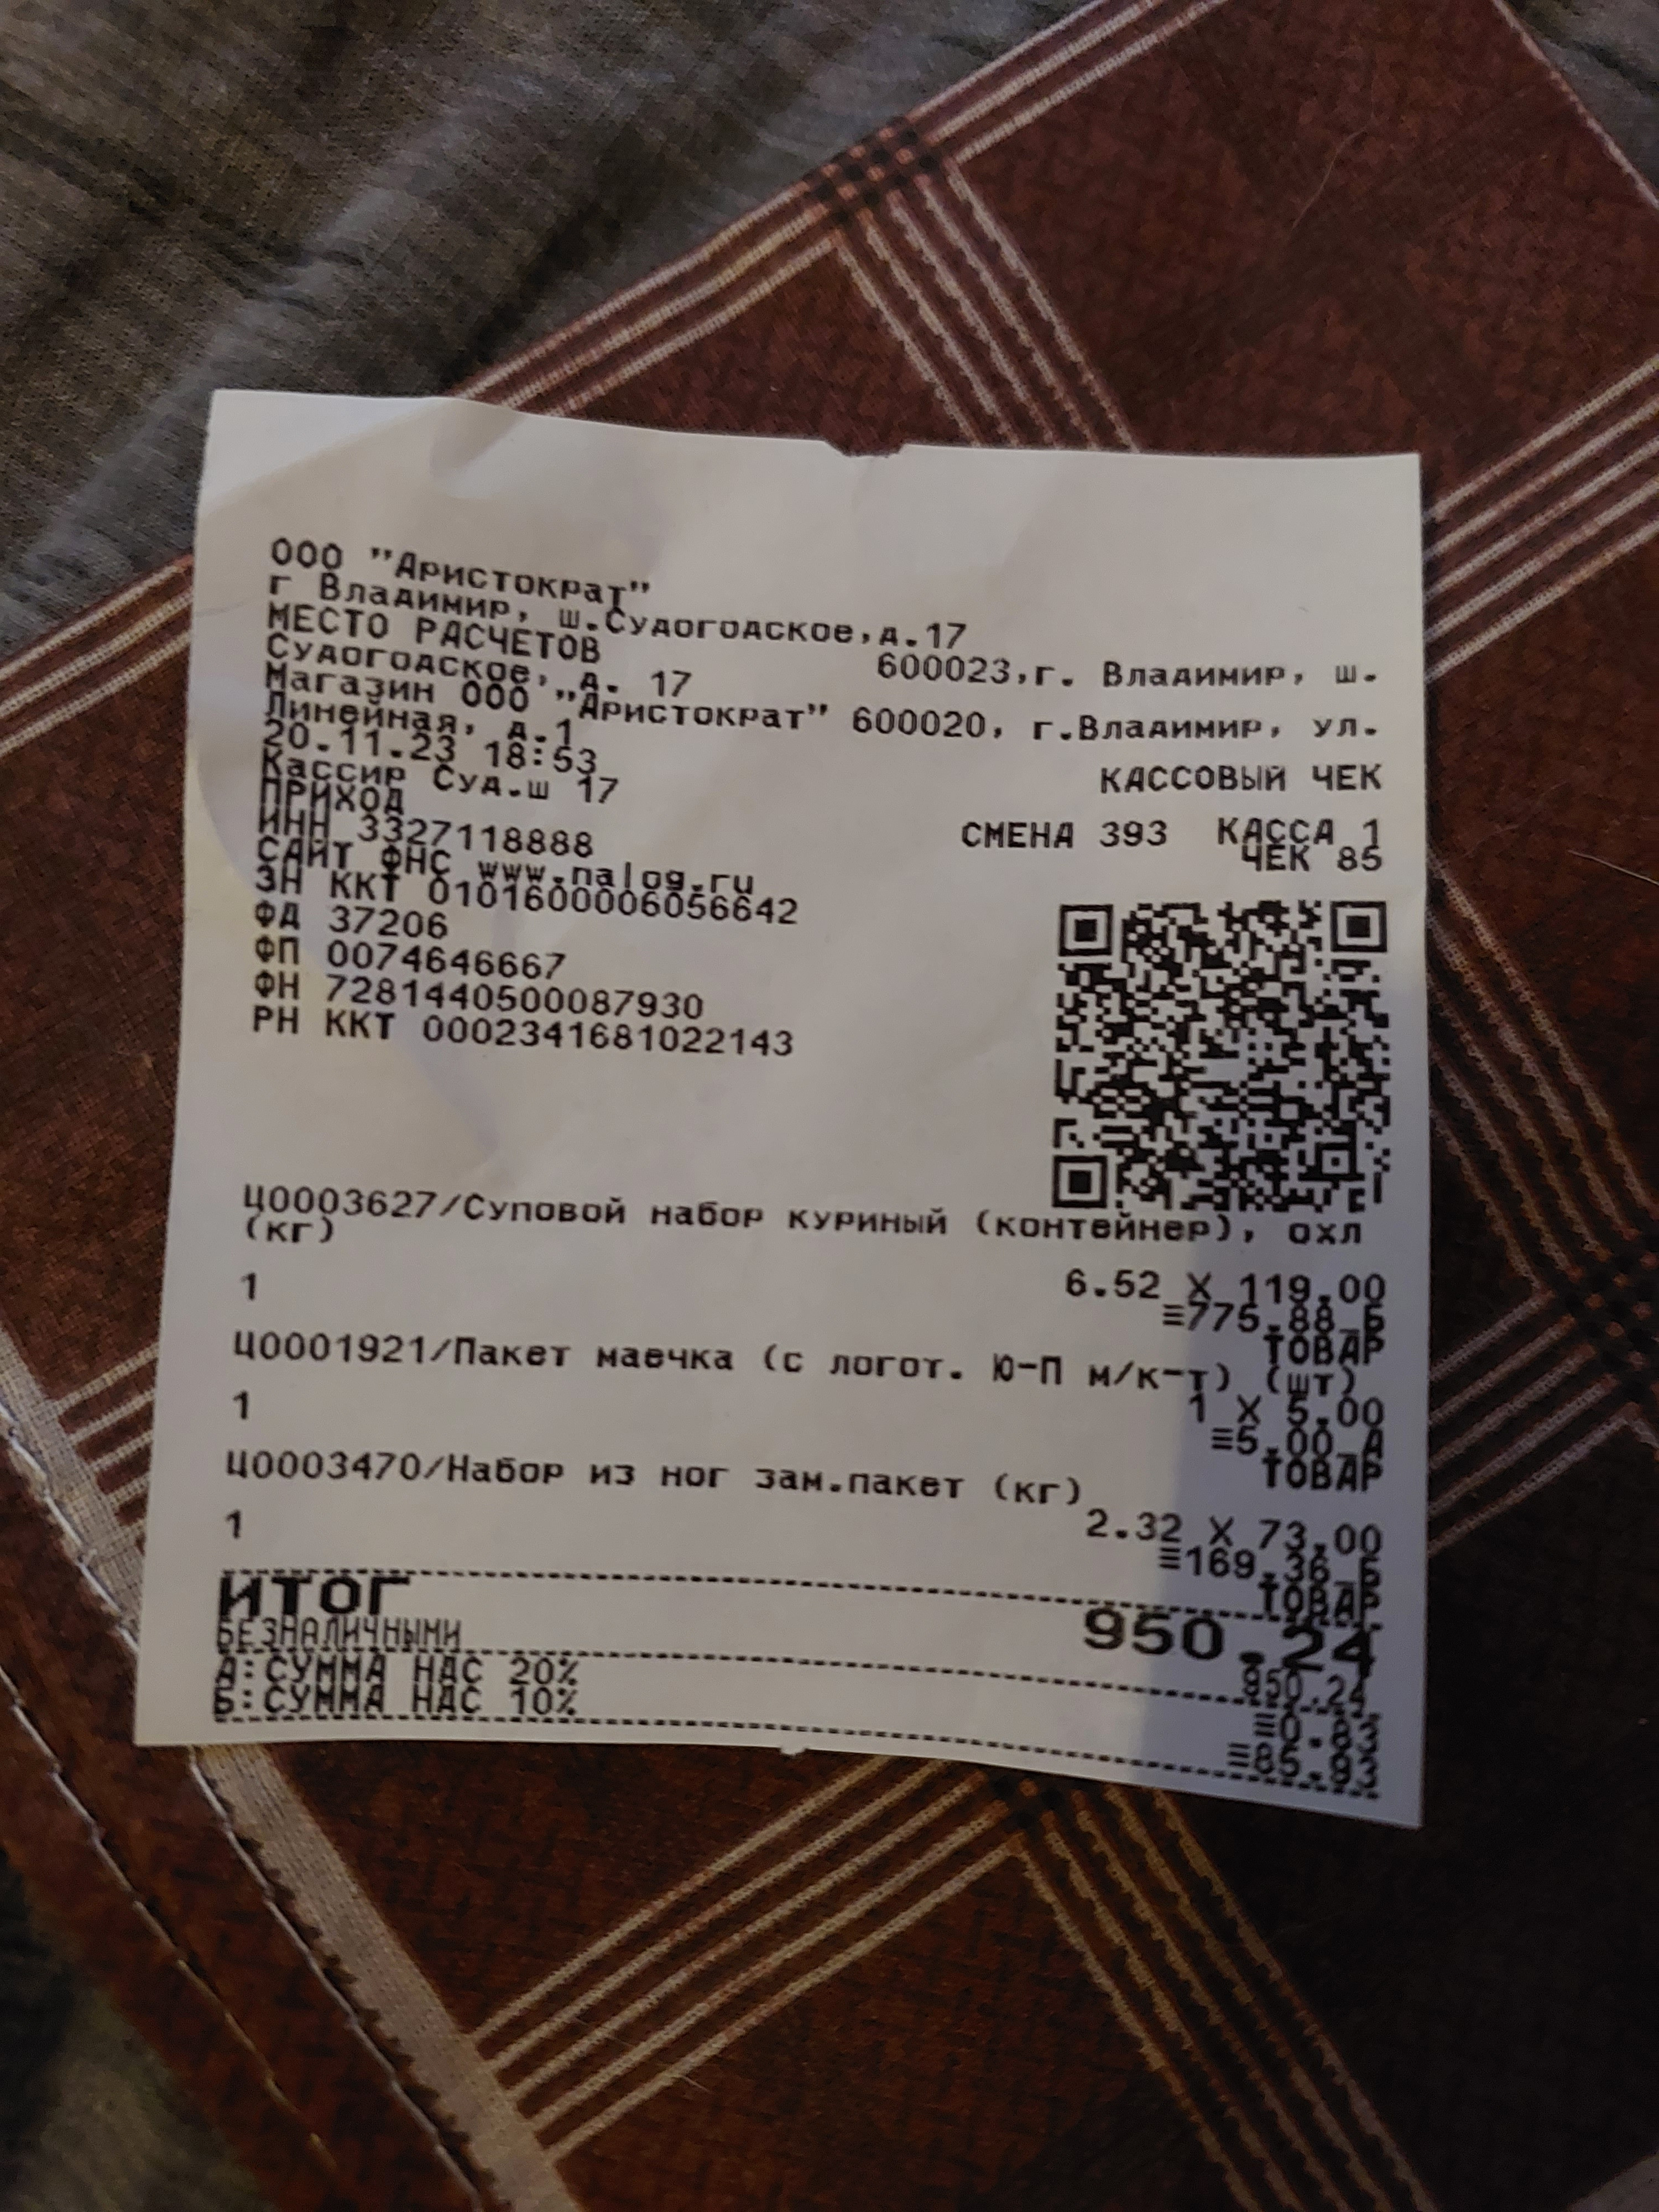 ООО "Аристократ"
г Владимир, ш.Судогодское,д.17
МЕСТО РАСЧЕТОВ 600023,г. Владимир, ш.
Судогодское, д. 17
Магазин ООО "Аристократ" 600020, г.Владимир, ул.
Линейная, д.1
20.11.23 18:53 КАССОВЫЙ ЧЕК
Кассир Суд.ш 17
ПРИХОД СМЕНА 393 КАССА 1
ИНН 3327118888 ЧЕК 85
САЙТ ФНС www.nalog.ru
ЗН ККТ 0101600006056642
ФД 37206
ФП 0074646667
ФН 7281440500087930
РН ККТ 0002341681022143
Ц0003627/Суповой набор куриный (контейнер), охл
(кг)
6.52 X 119.00
1 ≡775.88_Б
ТОВАР
Ц0001921/Пакет маечка (с логот. Ю-П м/к-т) (шт)
1 X 5.00
1 ≡5.00_А
ТОВАР
Ц0003470/Набор из ног зам.пакет (кг)
2.32 X 73.00
1 ≡169.36_Б
ТОВАР
ИТОГ 950.24
БЕЗНАЛИЧНЫМИ 950.24
А:СУММА НДС 20% ≡0.83
Б:СУММА НДС 10% ≡85.93